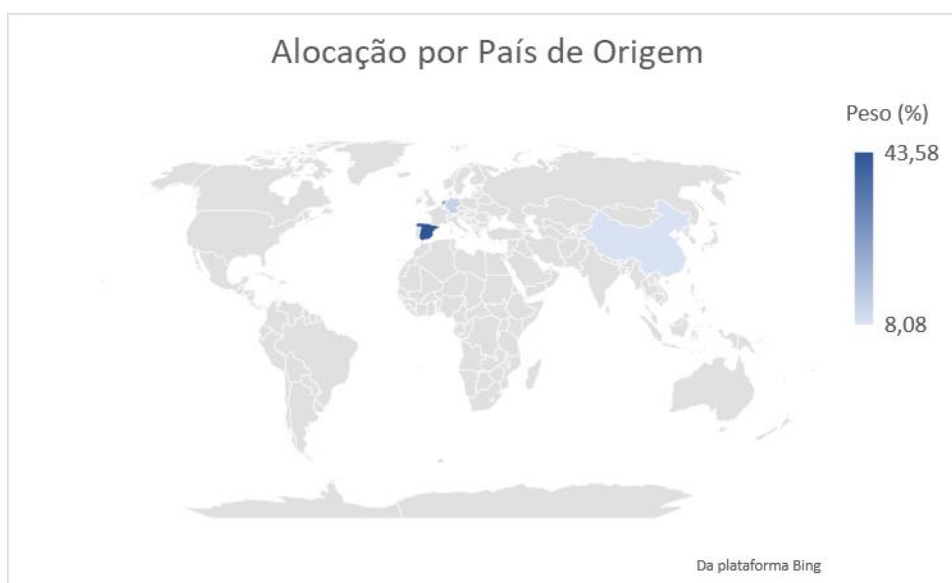 Alocação por País de Origem
Peso (%)
43,58
8,08
Da plataforma Bing